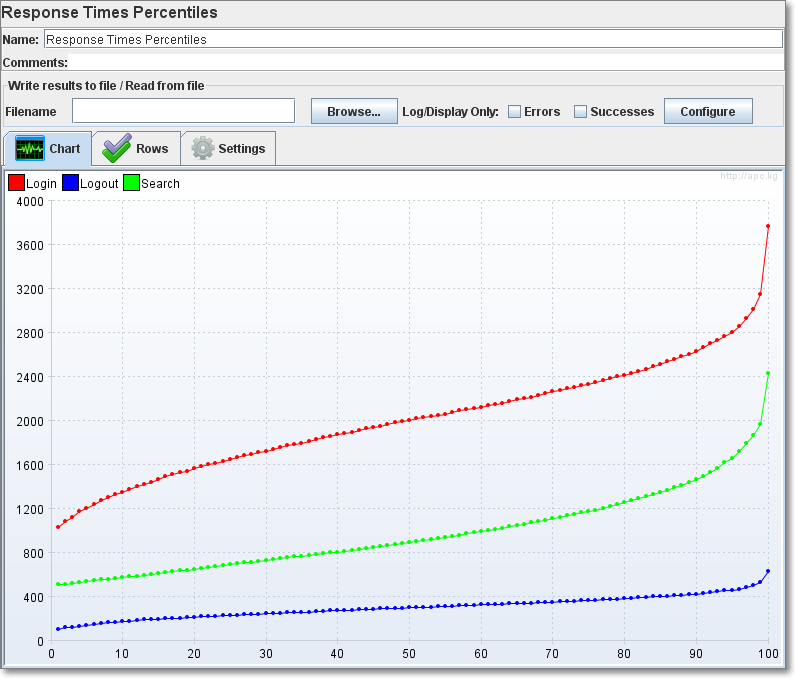 Response Times Percentiles
Name: Response Times Percentiles
Comments:
Write results to file / Read from file
Filename Browse... Log/Display Only: Errors Successes Configure
Chart Rows Settings
http://apc.kg
Login Logout Search
4000
3600
3200
2800
2400
2000
1600
1200
800
400
0
0 10 20 30 40 50 60 70 80 90 100